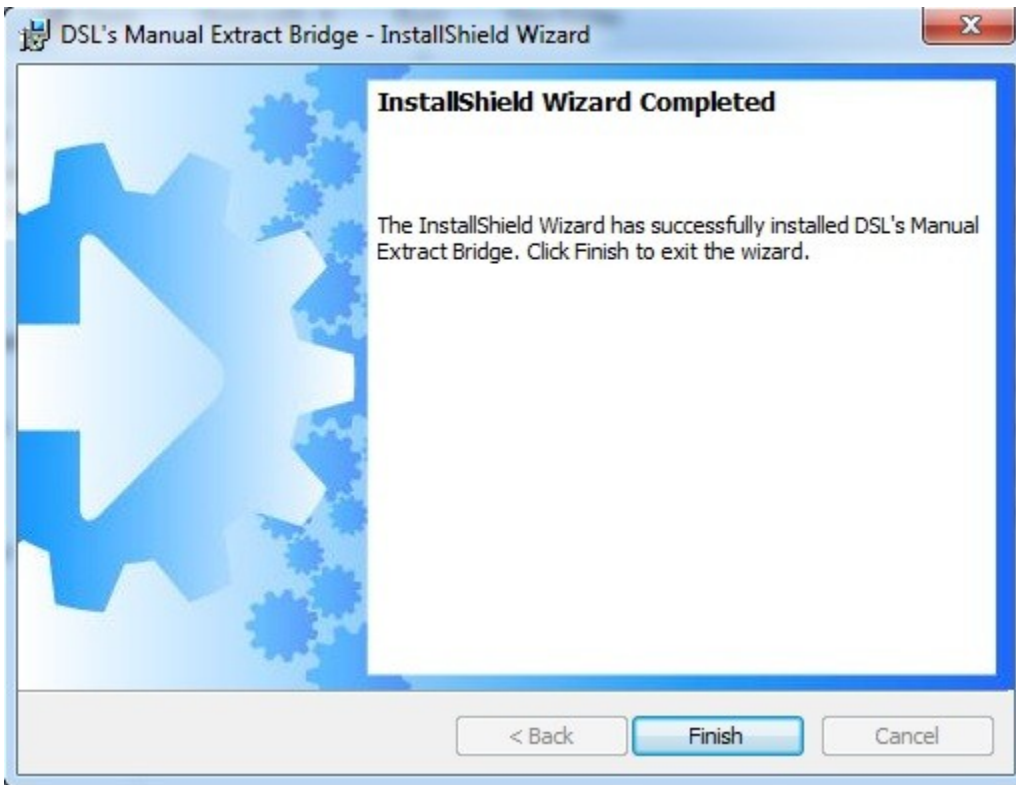 DSL's Manual Extract Bridge - InstallShield Wizard
InstallShield Wizard Completed
The InstallShield Wizard has successfully installed DSL's Manual
Extract Bridge. Click Finish to exit the wizard.
< Back Finish Cancel